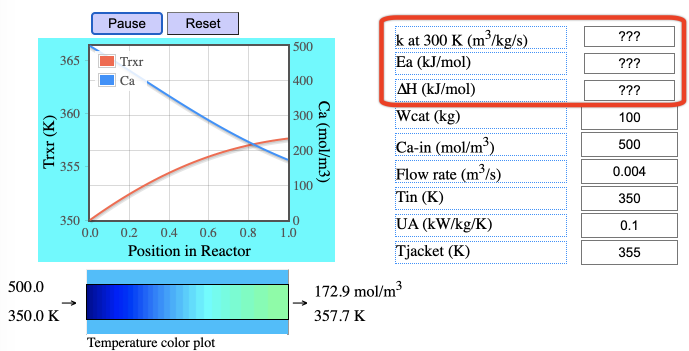 Pause Reset
365
360
355
350
Trxr (K)
Trxr
Ca
500
400
300
200
100
0
Ca (mol/m3)
0.0 0.2 0.4 0.6 0.8 1.0
Position in Reactor
k at 300 K (m³/kg/s) ???
Ea (kJ/mol) ???
ΔH (kJ/mol) ???
Wcat (kg) 100
Ca-in (mol/m³) 500
Flow rate (m³/s) 0.004
Tin (K) 350
UA (kW/kg/K) 0.1
Tjacket (K) 355
500.0 → → 172.9 mol/m³
350.0 K 357.7 K
Temperature color plot